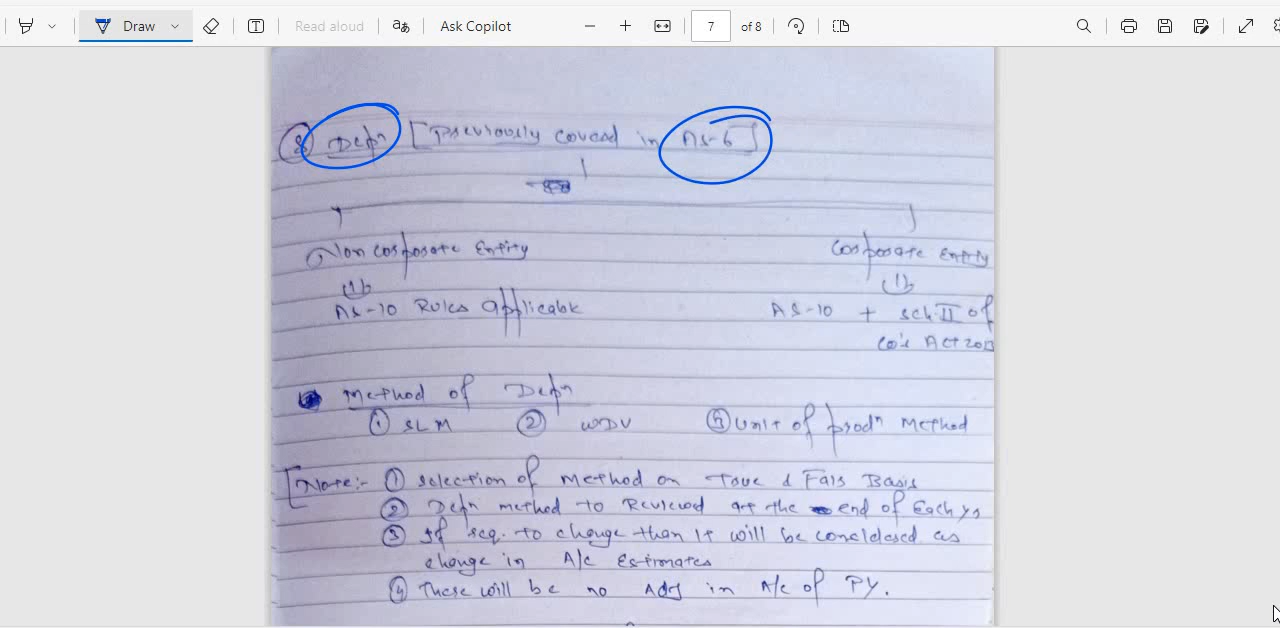 Draw
Read aloud
aあ
Ask Copilot
7
of 8
⑧ Depn [Previously covered in AS-6]
Non corporate Entity
Corporate Entity
AS-10 Rules applicable
AS-10 + sch.II of
Co's Act 2013
Method of Depn
① SLM ② WDV ③ Unit of prodn Method
[Note:- ① Selection of Method on True & Fair Basis
② Depn method to Reviewed at the end of Each yr
③ If req. to change than It will be considered as
change in A/c Estimates
④ There will be no Adj in A/c of PY.